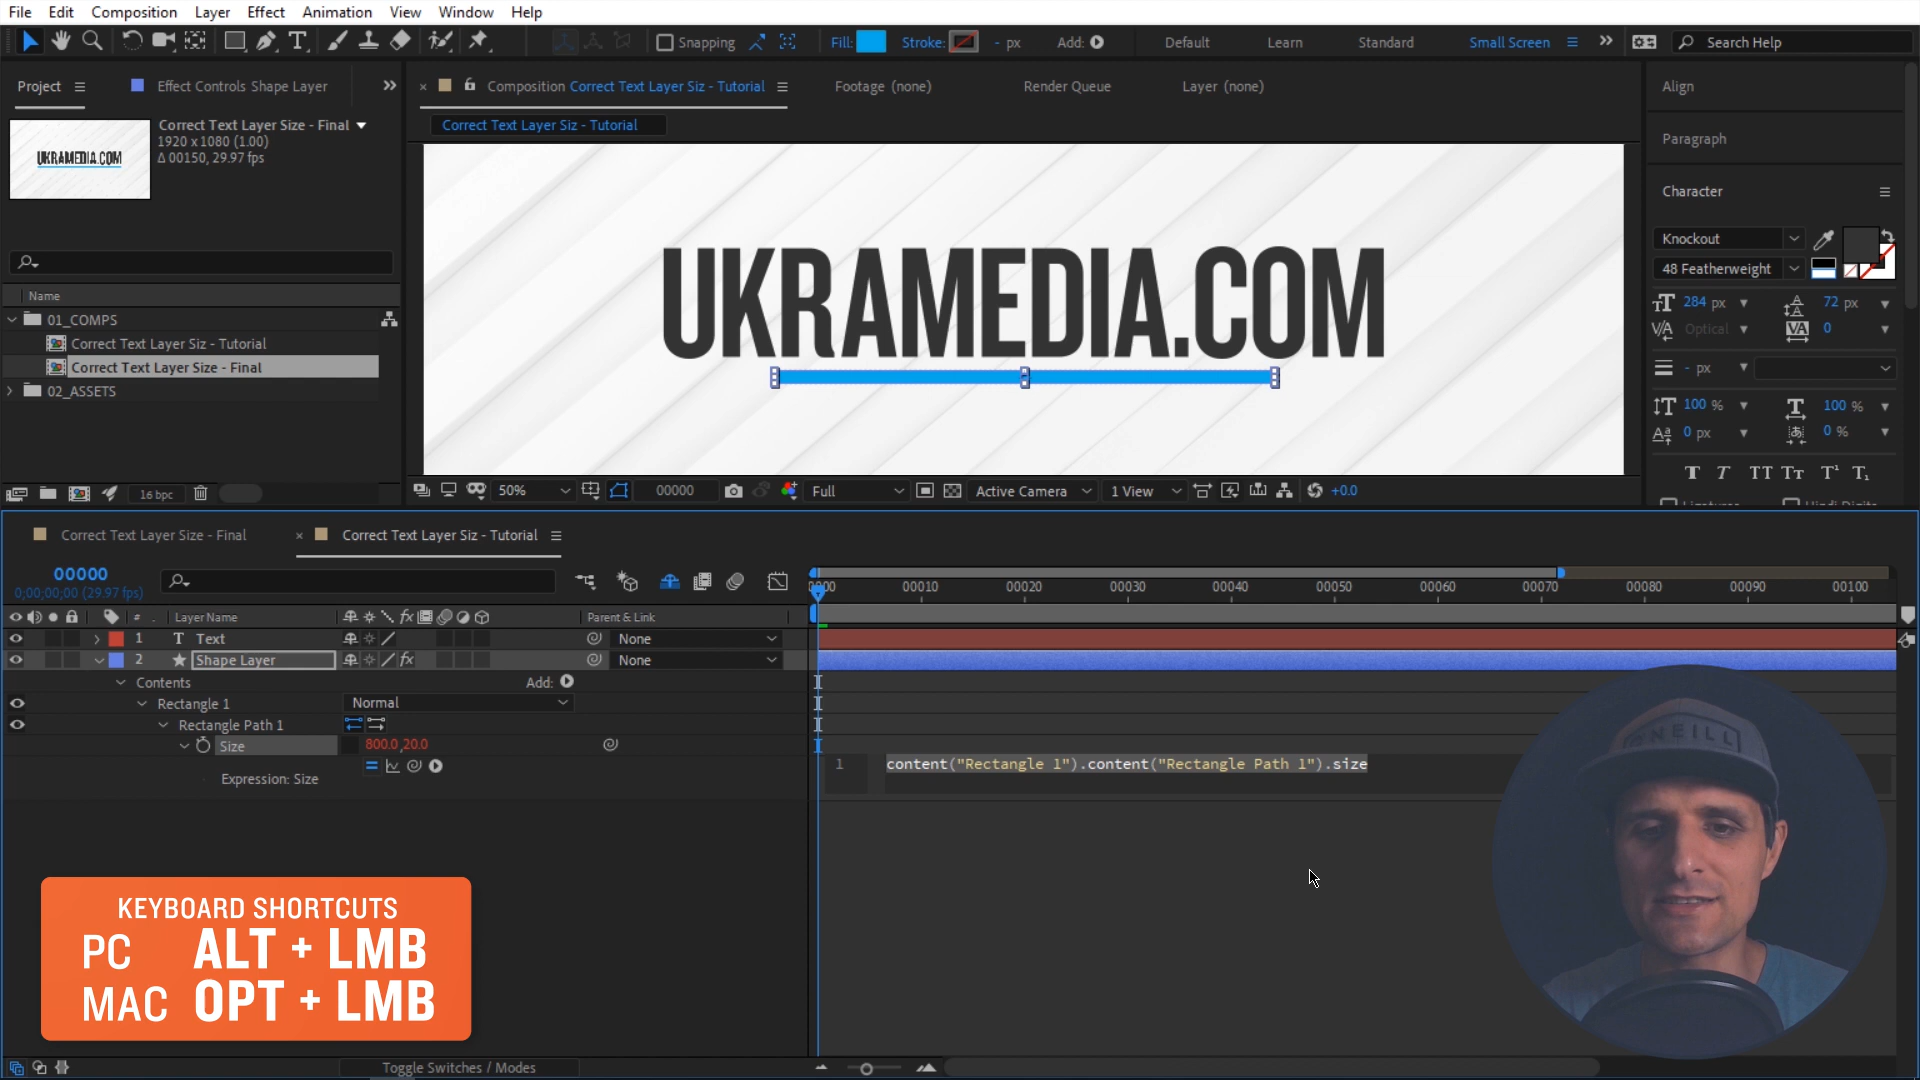 File Edit Composition Layer Effect Animation View Window Help
Snapping Fill: Stroke: - px Add: Default Learn Standard Small Screen Search Help
Project Effect Controls Shape Layer
Composition Correct Text Layer Siz - Tutorial Footage (none) Render Queue Layer (none)
Align
Correct Text Layer Size - Final
1920 x 1080 (1.00)
Δ 00150, 29.97 fps
UKRAMEDIA.COM
Correct Text Layer Siz - Tutorial
Paragraph
Character
Knockout
48 Featherweight
284 px 72 px
Optical 0
- px
100 % 100 %
0 px 0 %
UKRAMEDIA.COM
Name
01_COMPS
Correct Text Layer Siz - Tutorial
Correct Text Layer Size - Final
02_ASSETS
16 bpc
50% 00000 Full Active Camera 1 View +0.0
Correct Text Layer Size - Final Correct Text Layer Siz - Tutorial
00000
0;00;00;00 (29.97 fps)
00010 00020 00030 00040 00050 00060 00070 00080 00090 00100
# Layer Name Parent & Link
1 T Text None
2 Shape Layer fx None
Contents Add:
Rectangle 1 Normal
Rectangle Path 1
Size 800.0,20.0
Expression: Size
1 content("Rectangle 1").content("Rectangle Path 1").size
O'NEILL
KEYBOARD SHORTCUTS
PC ALT + LMB
MAC OPT + LMB
Toggle Switches / Modes